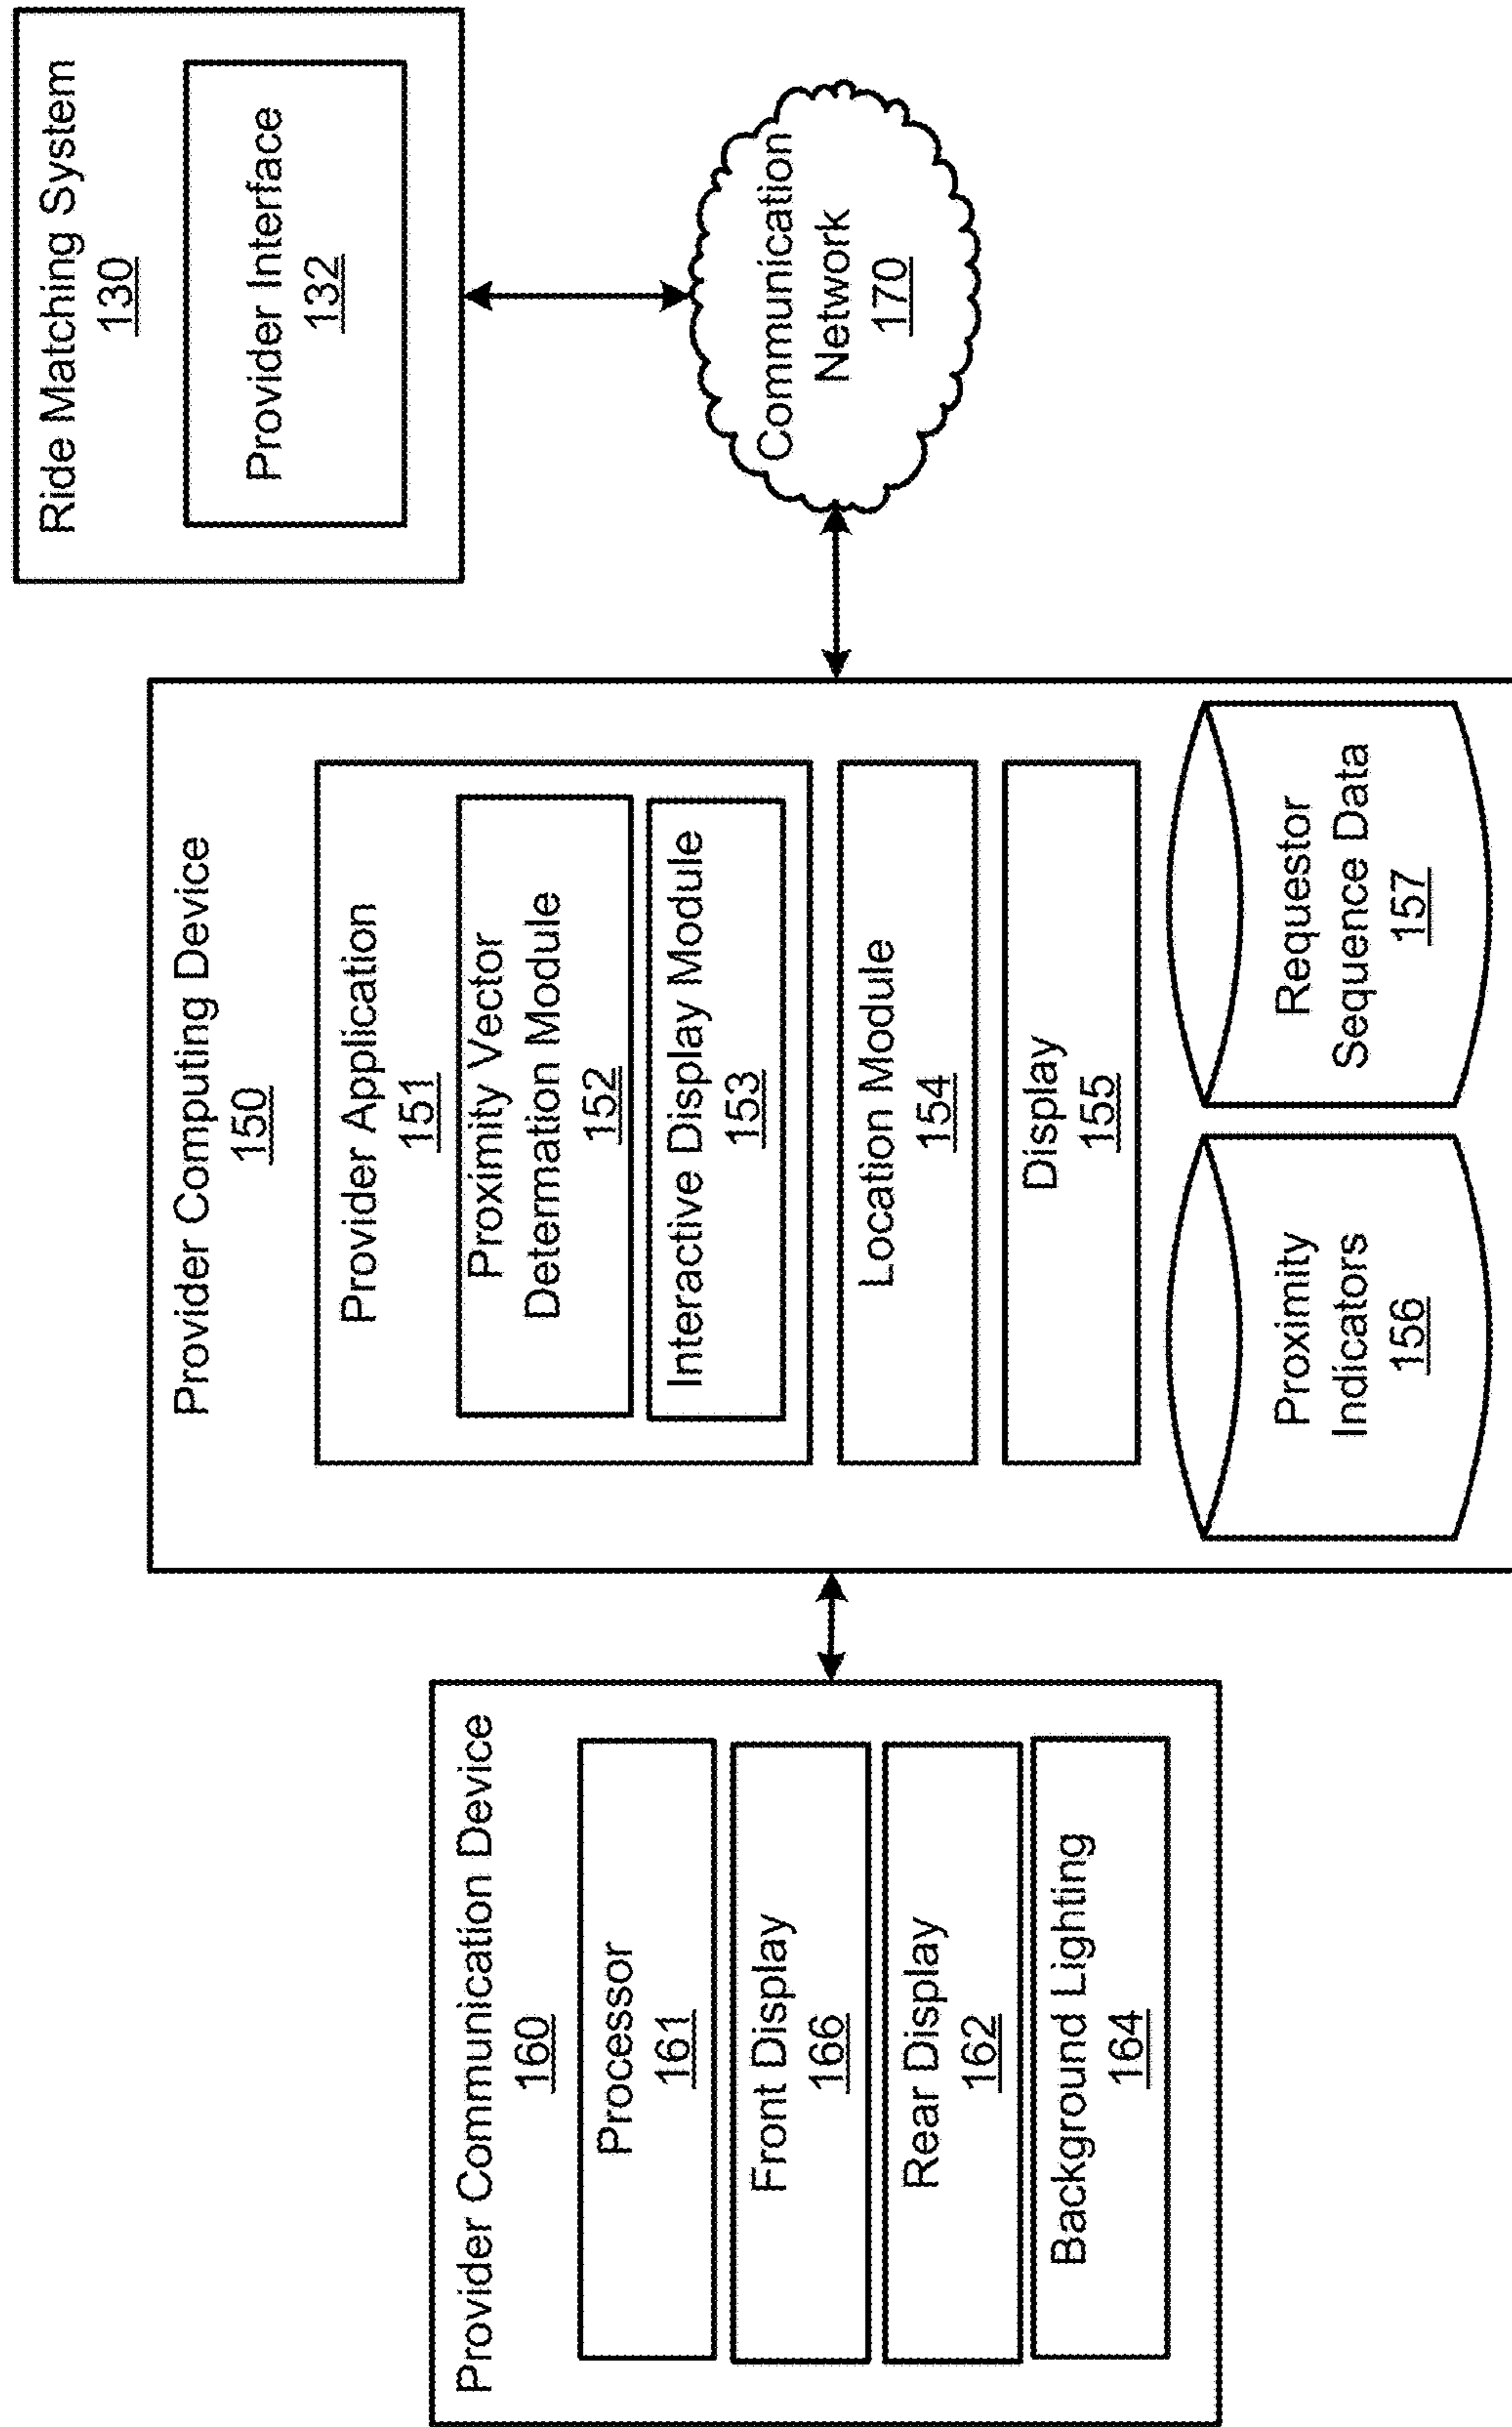 Provider Communication Device
160
Processor
161
Front Display
166
Rear Display
162
Background Lighting
164
Provider Computing Device
150
Provider Application
151
Proximity Vector
Determination Module
152
Interactive Display Module
153
Location Module
154
Display
155
Proximity
Indicators
156
Requestor
Sequence Data
157
Ride Matching System
130
Provider Interface
132
Communication
Network
170